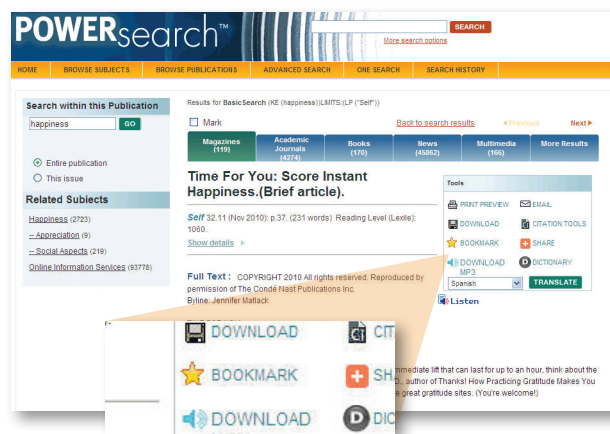 POWERsearch™
SEARCH
More search options
HOME BROWSE SUBJECTS BROWSE PUBLICATIONS ADVANCED SEARCH ONE SEARCH SEARCH HISTORY
Search within this Publication
happiness GO
Entire publication
This issue
Related Subjects
Happiness (2723)
-- Appreciation (9)
-- Social Aspects (219)
Online Information Services (93778)
Results for BasicSearch (KE (happiness))LIMITS:(LP ("Self"))
Mark Back to search results Previous Next
Magazines (119) Academic Journals (4274) Books (170) News (45862) Multimedia (166) More Results
Time For You: Score Instant
Happiness.(Brief article).
Self 32.11 (Nov 2010): p.37. (231 words) Reading Level (Lexile):
1060.
Show details
Full Text : COPYRIGHT 2010 All rights reserved. Reproduced by
permission of The Condé Nast Publications
Inc.
Byline: Jennifer Matlack
Tools
PRINT PREVIEW EMAIL
DOWNLOAD CITATION TOOLS
BOOKMARK SHARE
DOWNLOAD MP3 DICTIONARY
Spanish TRANSLATE
Listen
mmediate lift that can last for up to an hour, think about the
D., author of Thanks! How Practicing Gratitude Makes You
e great gratitude sites. (You're welcome!)
DOWNLOAD CIT
BOOKMARK SH
DOWNLOAD DIC